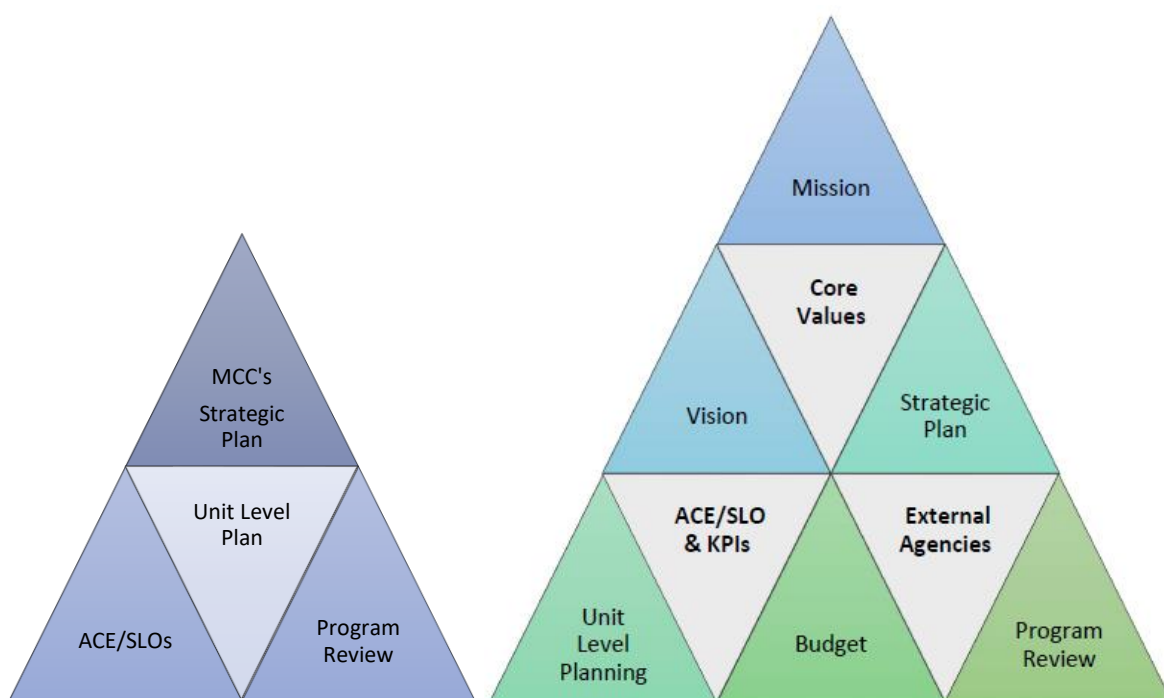 MCC's
Strategic
Plan
Unit Level
Plan
ACE/SLOs
Program
Review
Mission
Core
Values
Vision
Strategic
Plan
ACE/SLO
& KPIs
External
Agencies
Unit
Level
Planning
Budget
Program
Review